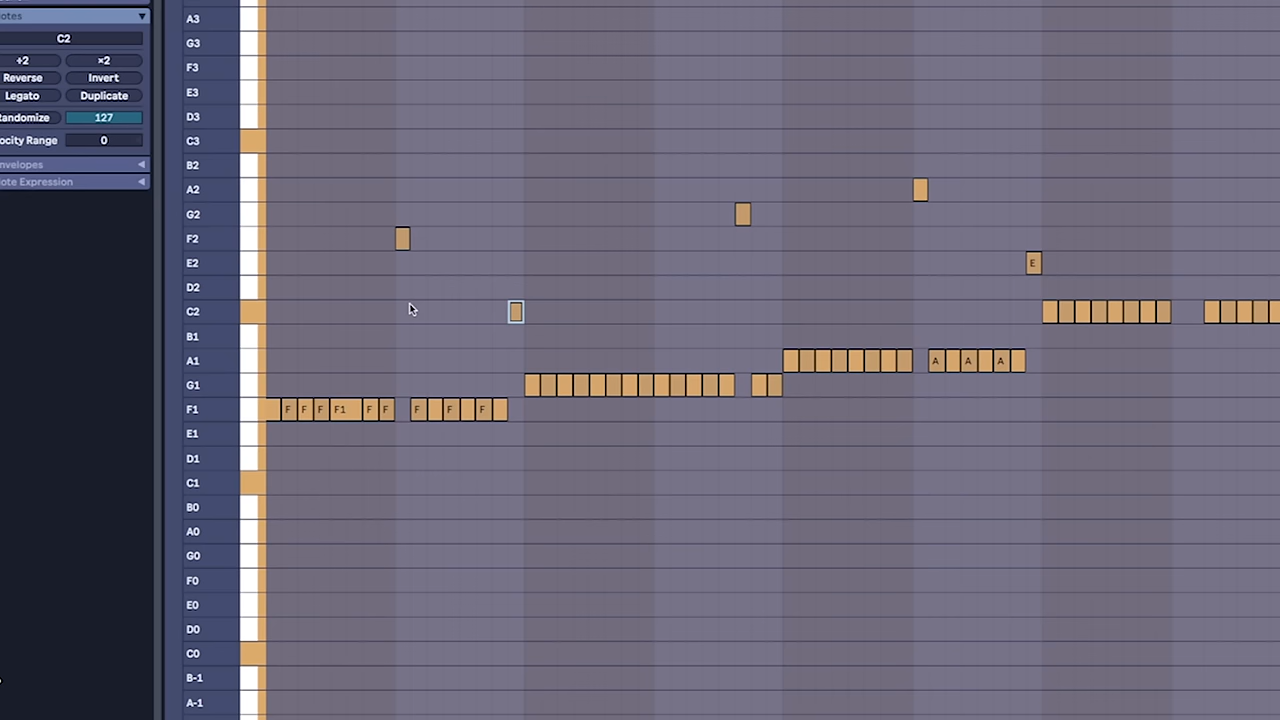 otes
C2
÷2 ×2
Reverse Invert
Legato Duplicate
Randomize 127
ocity Range 0
nvelopes
ote Expression
A3
G3
F3
E3
D3
C3
B2
A2
G2
F2
E2 E
D2
C2
B1
A1 A A A
G1
F1 F F F F1 F F F F F
E1
D1
C1
B0
A0
G0
F0
E0
D0
C0
B-1
A-1